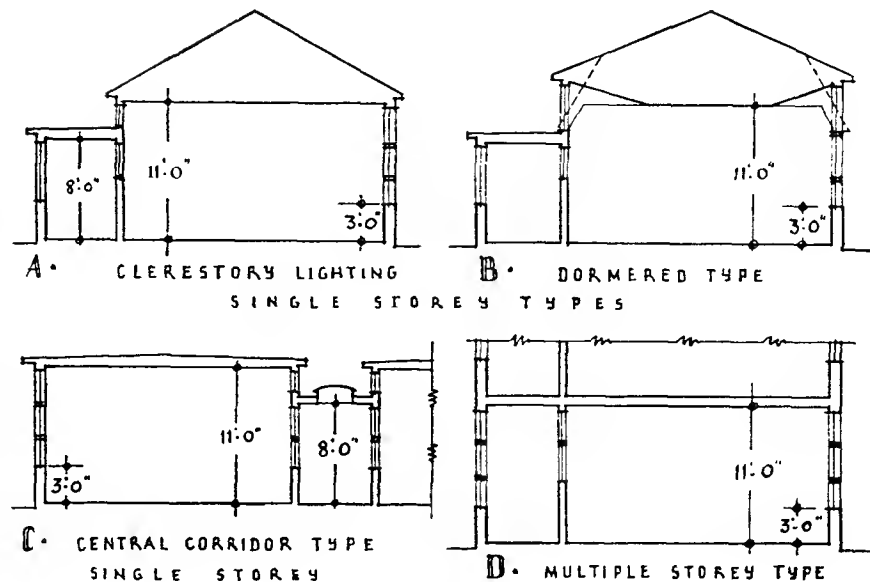 11'0"
8'0"
3'0"
11'0"
3'0"
A. CLERESTORY LIGHTING
B. DORMERED TYPE
SINGLE STOREY TYPES
11'0"
8'0"
3'0"
11'0"
3'0"
C. CENTRAL CORRIDOR TYPE
SINGLE STOREY
D. MULTIPLE STOREY TYPE